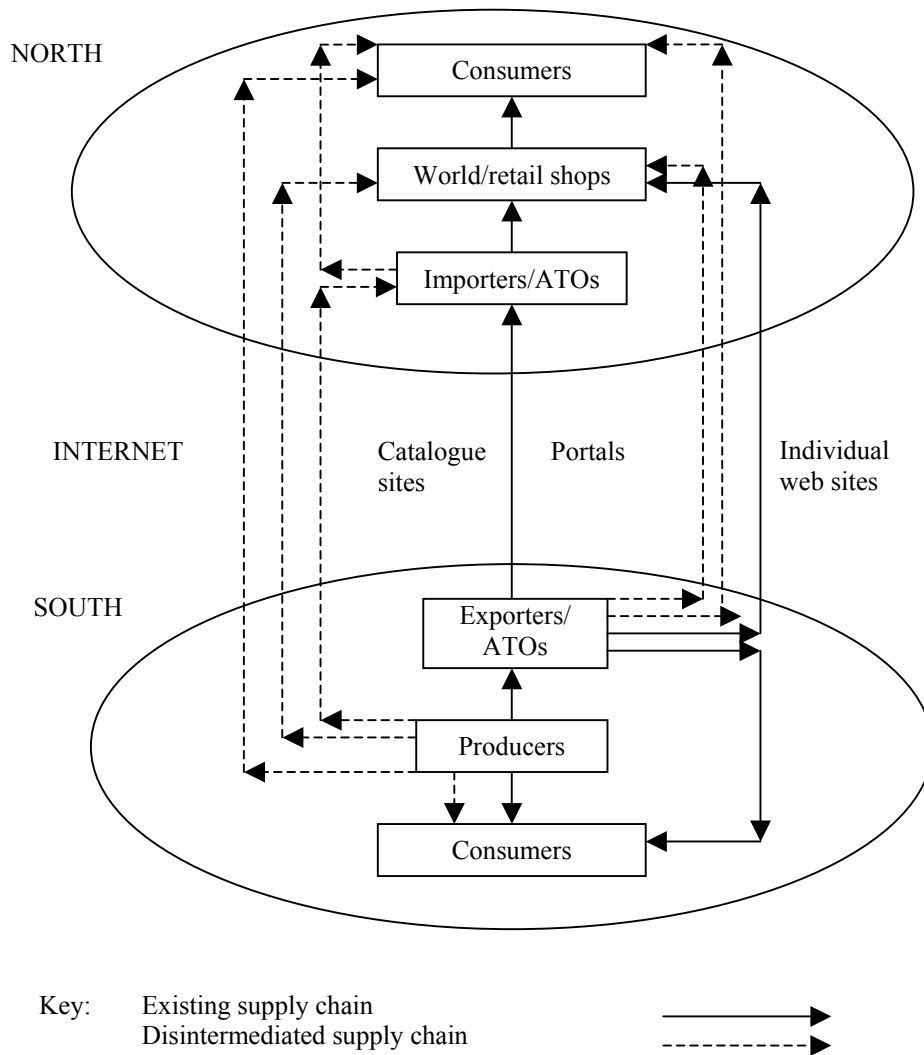 NORTH
Consumers
World/retail shops
Importers/ATOs
INTERNET
Catalogue
sites
Portals
Individual
web sites
SOUTH
Exporters/
ATOs
Producers
Consumers
Key: Existing supply chain
Disintermediated supply chain